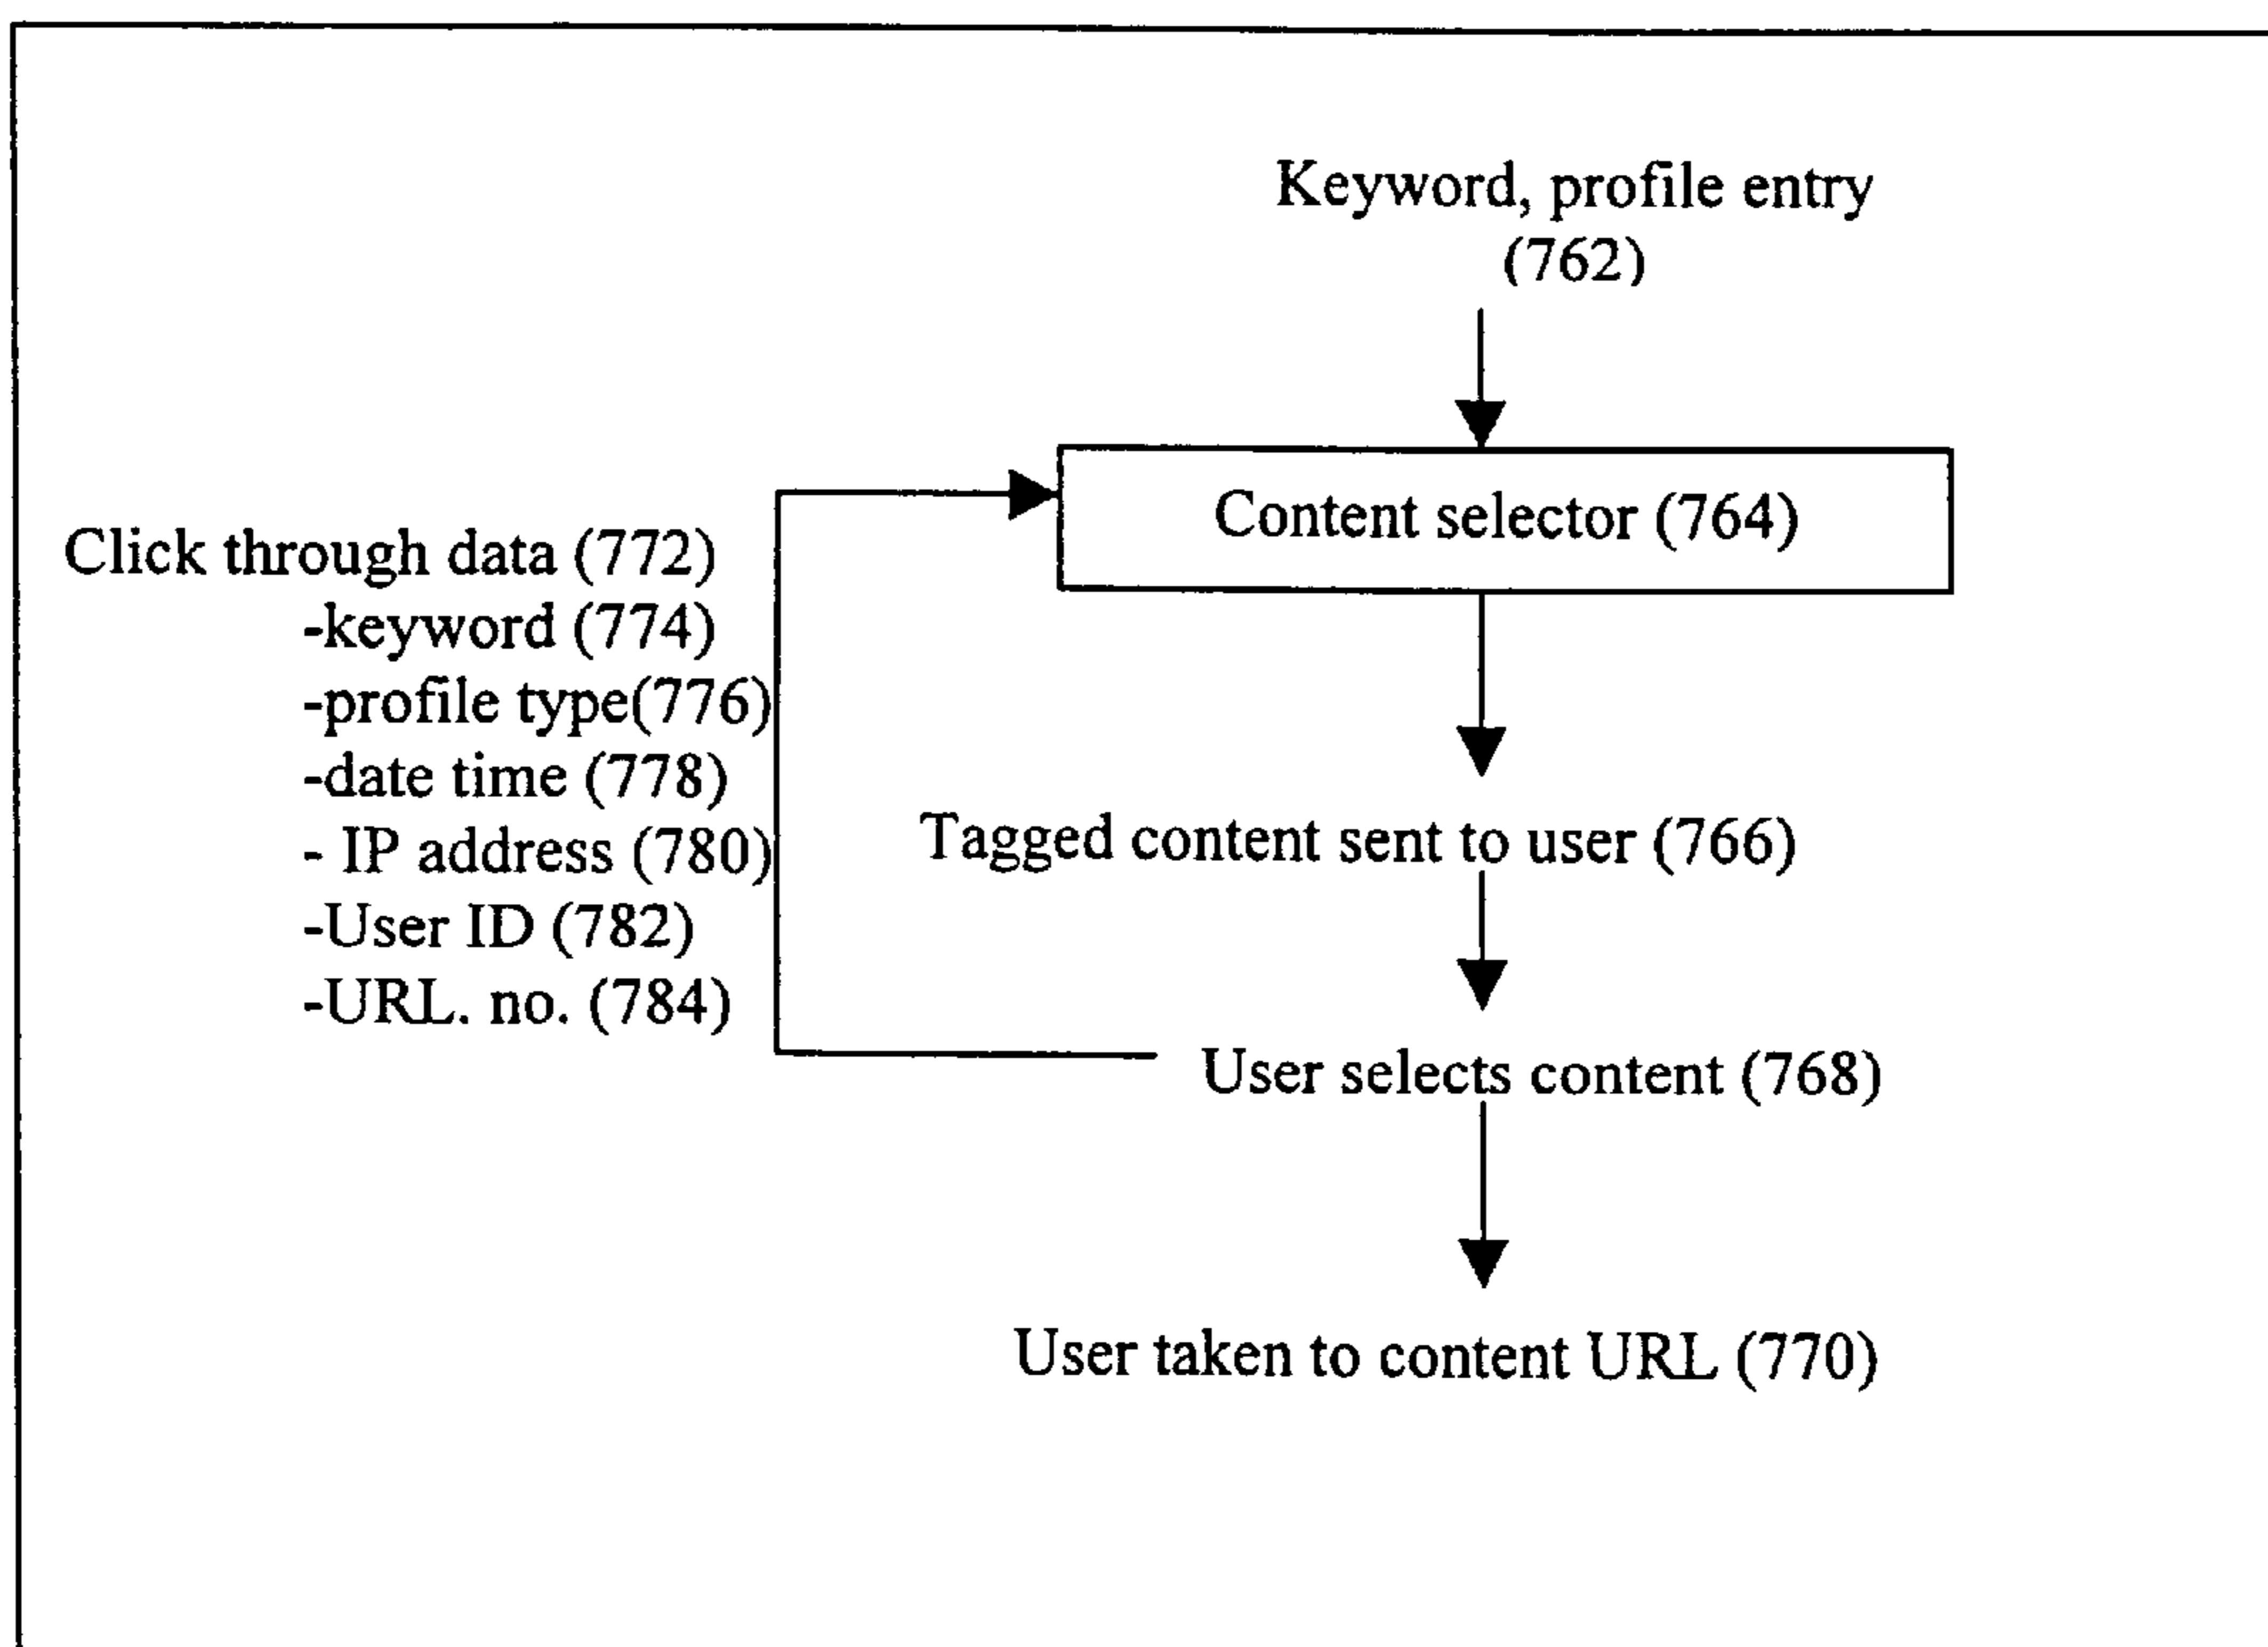 Keyword, profile entry
(762)
Content selector (764)
Click through data (772)
-keyword (774)
-profile type(776)
-date time (778)
- IP address (780)
-User ID (782)
-URL. no. (784)
Tagged content sent to user (766)
User selects content (768)
User taken to content URL (770)